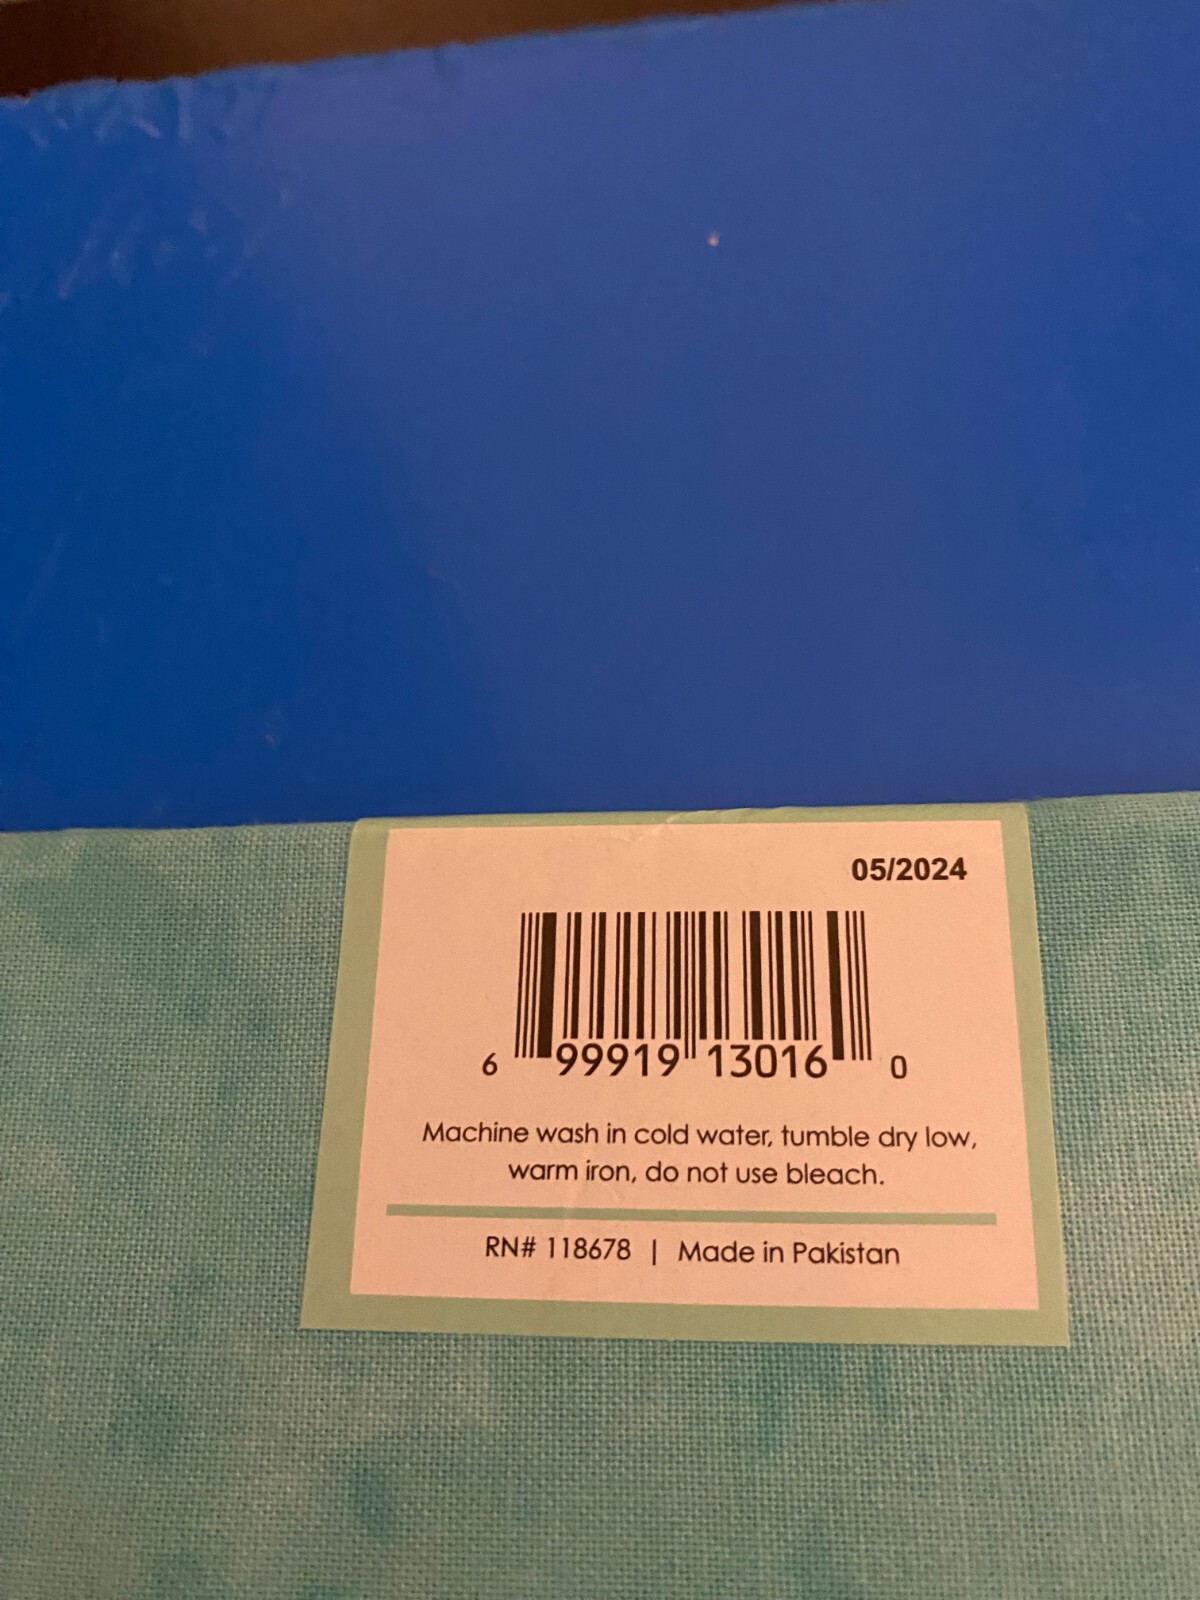 05/2024
6 99919 13016 0
Machine wash in cold water, tumble dry low,
warm iron, do not use bleach.
RN# 118678 | Made in Pakistan